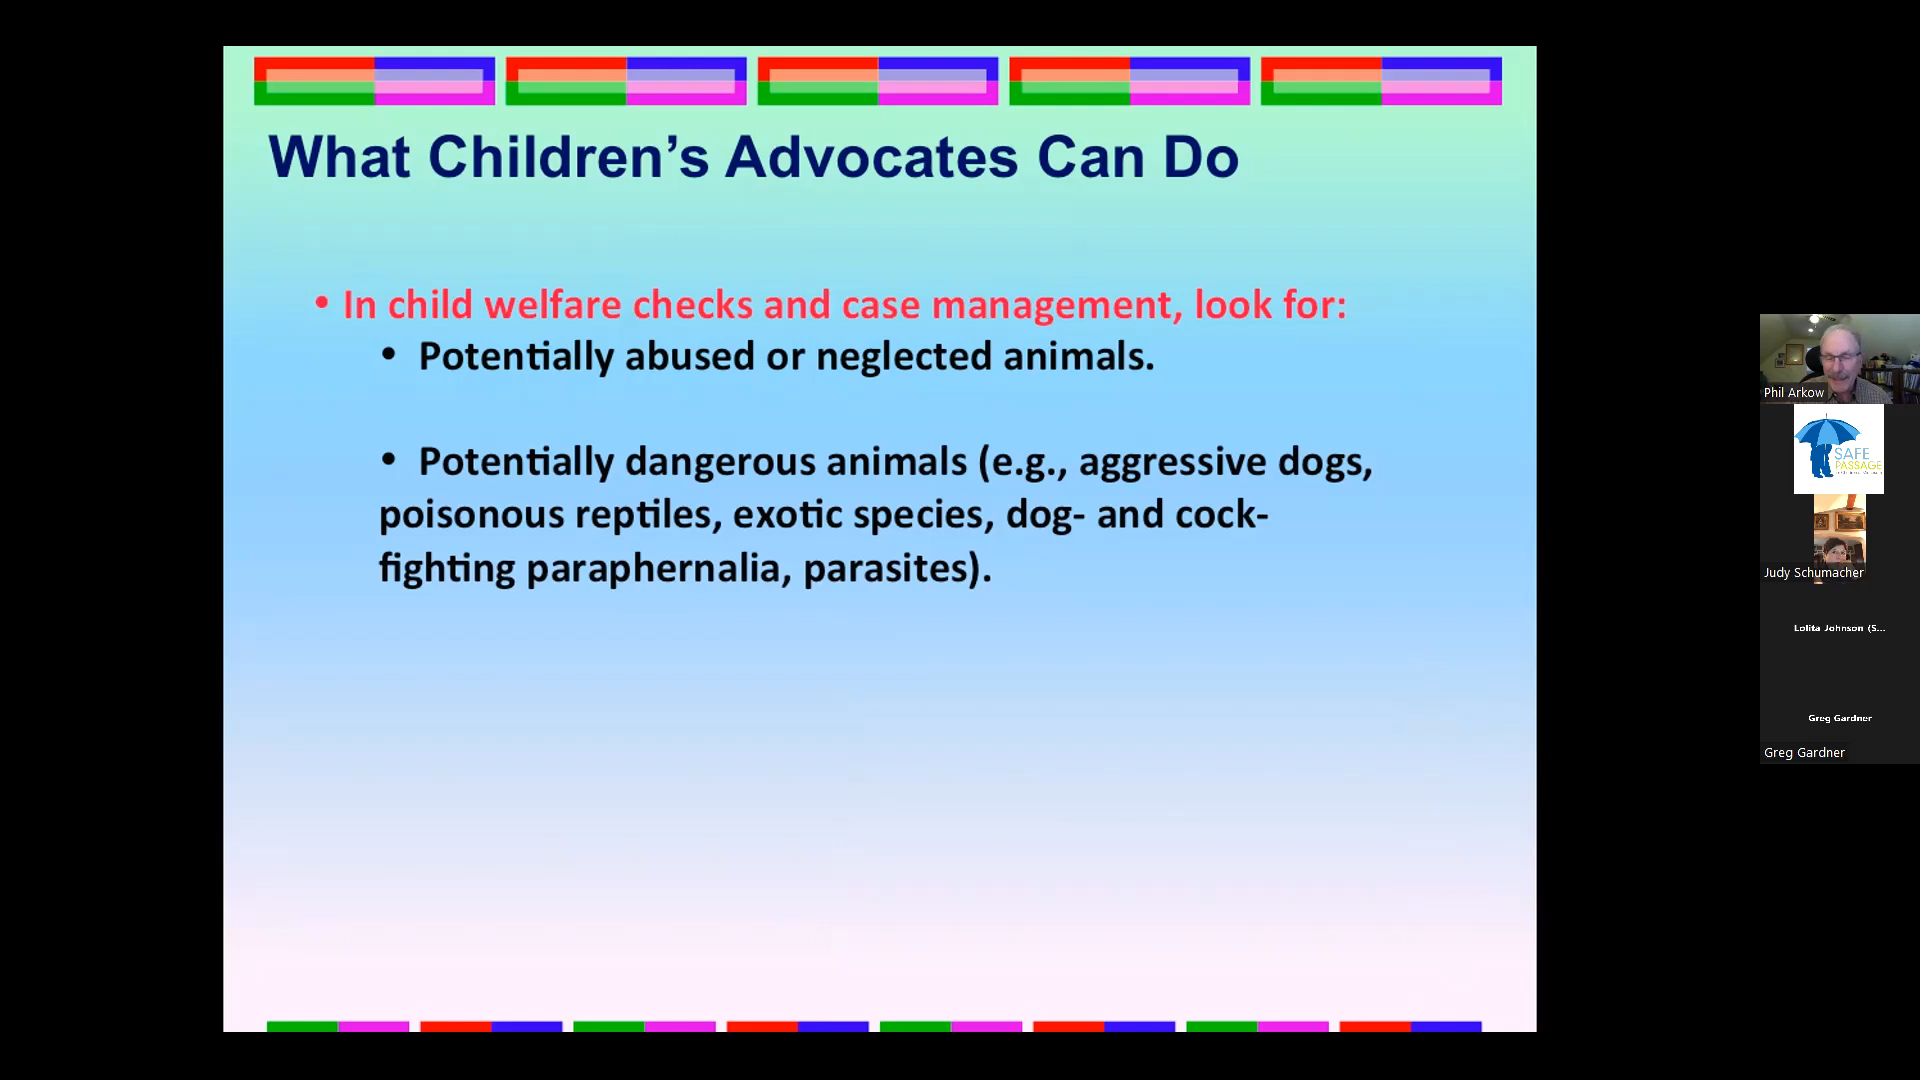 What Children’s Advocates Can Do
• In child welfare checks and case management, look for:
• Potentially abused or neglected animals.
• Potentially dangerous animals (e.g., aggressive dogs,
poisonous reptiles, exotic species, dog- and cock-
fighting paraphernalia, parasites).
Phil Arkow
SAFE
PASSAGE
Judy Schumacher
Lolita Johnson (S...
Greg Gardner
Greg Gardner